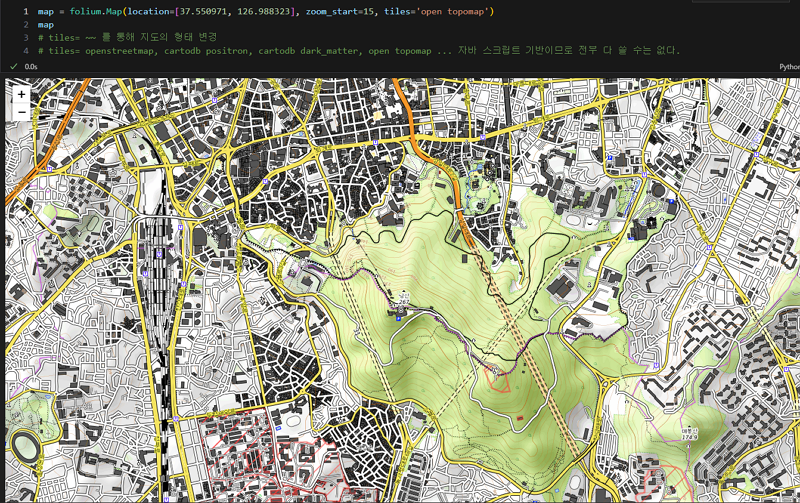 1 map = folium.Map(location=[37.550971, 126.988323], zoom_start=15, tiles='open topomap')
2 map
3 # tiles= ~~ 를 통해 지도의 형태 변경
4 # tiles= openstreetmap, cartodb positron, cartodb dark_matter, open topomap ... 자바 스크립트 기반이므로 전부 다 쓸 수는 없다.
✓ 0.0s
Python
+
−
매봉산
174.9